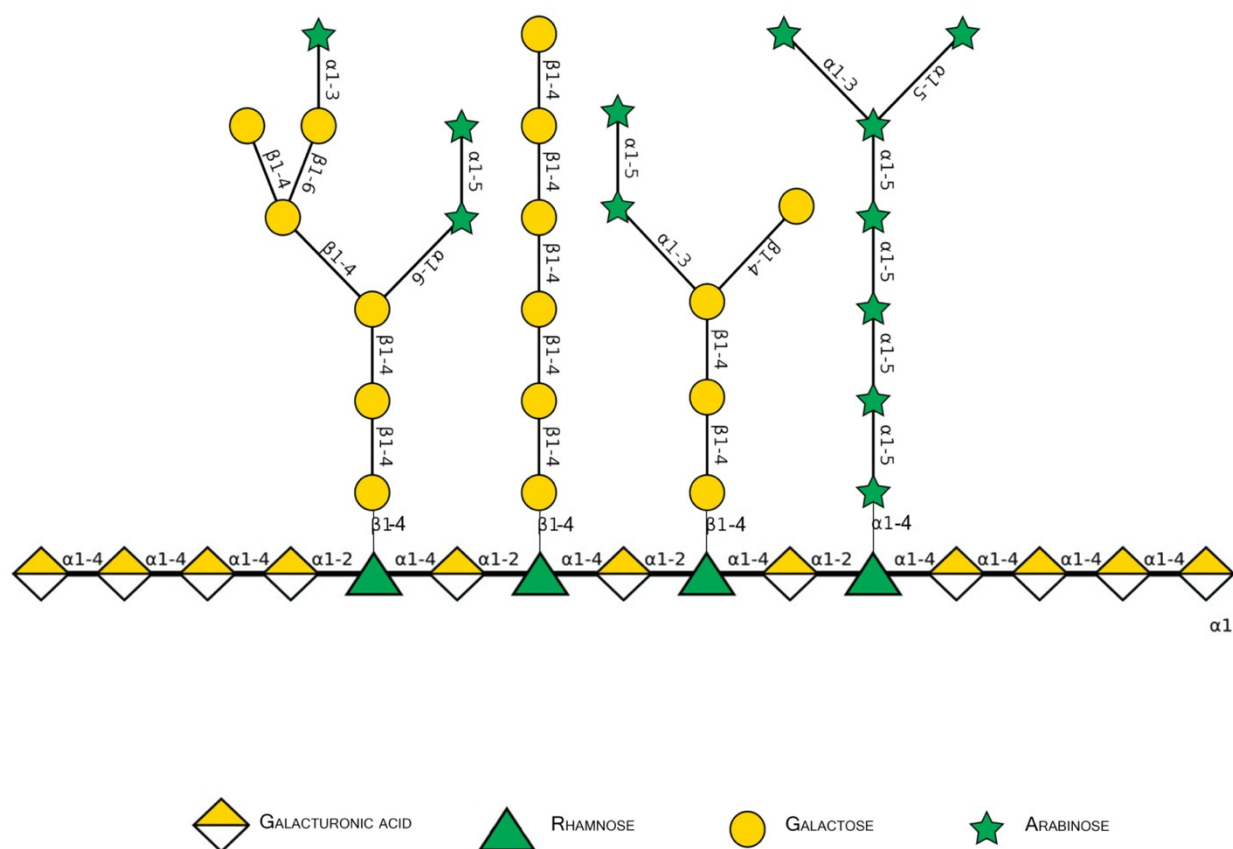 α1-3 β1-4 α1-3 α1-5
β1-4 β1-6 α1-5 β1-4 α1-5 α1-5
β1-4 α1-6 β1-4 α1-3 β1-4 α1-5
β1-4 β1-4 β1-4 α1-5
β1-4 β1-4 β1-4 α1-5
β1-4 β1-4 β1-4 α1-4
α1-4 α1-4 α1-4 α1-2 α1-4 α1-2 α1-4 α1-2 α1-4 α1-2 α1-4 α1-4 α1-4 α1-4
α1
GALACTURONIC ACID RHAMNOSE GALACTOSE ARABINOSE